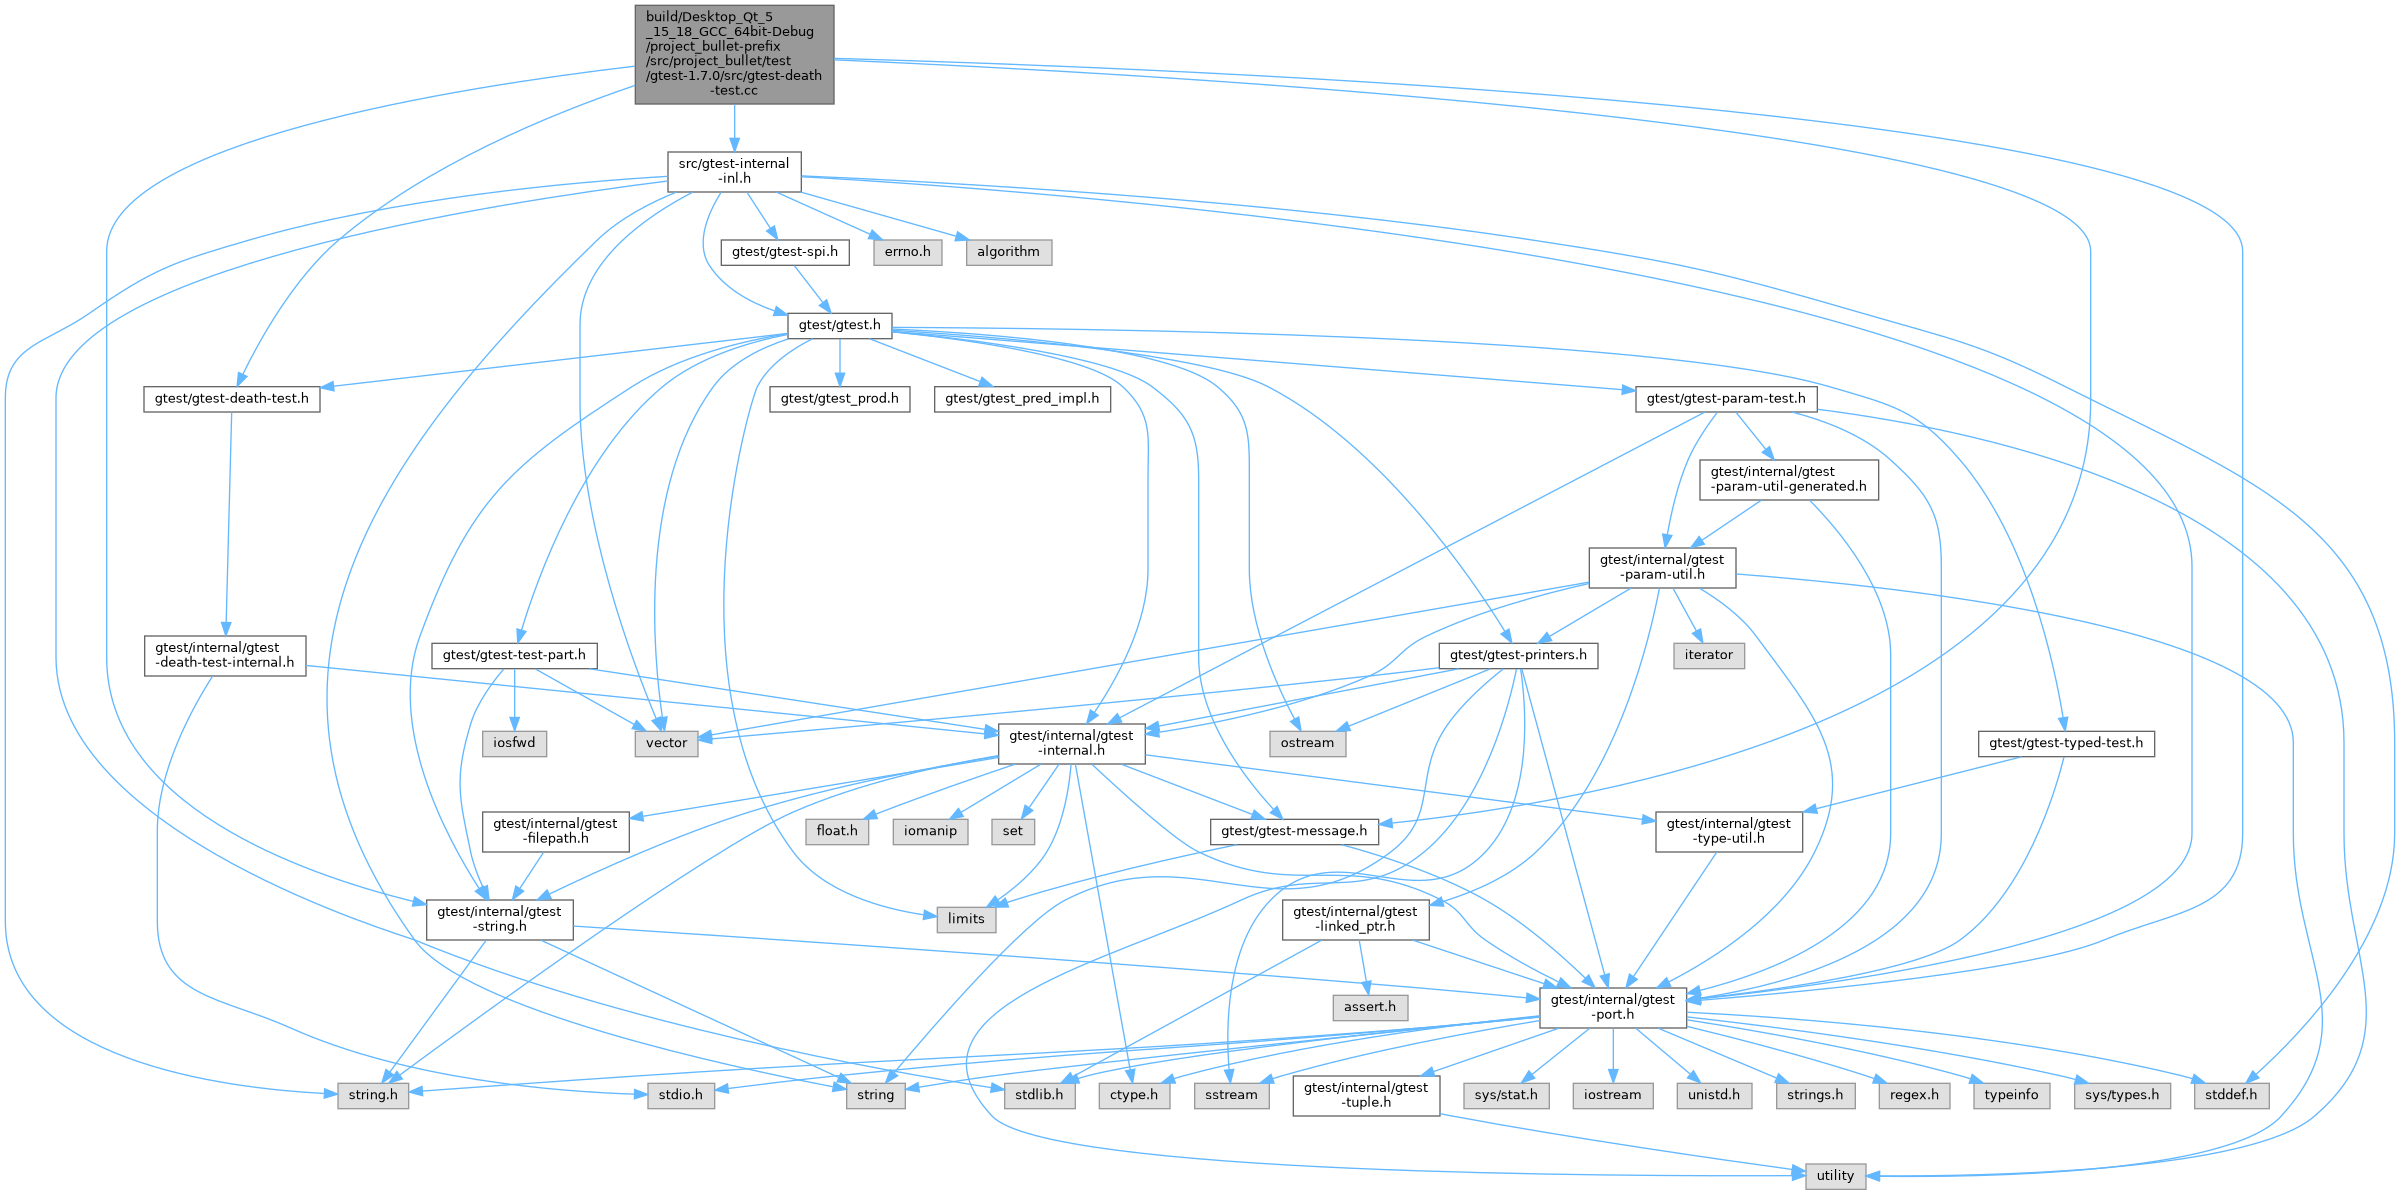 build/Desktop_Qt_5
_15_18_GCC_64bit-Debug
/project_bullet-prefix
/src/project_bullet/test
/gtest-1.7.0/src/gtest-death
-test.cc
src/gtest-internal
-inl.h
gtest/gtest-spi.h
errno.h
algorithm
gtest/gtest.h
gtest/gtest-death-test.h
gtest/gtest_prod.h
gtest/gtest_pred_impl.h
gtest/gtest-param-test.h
gtest/internal/gtest
-param-util-generated.h
gtest/internal/gtest
-param-util.h
gtest/internal/gtest
-death-test-internal.h
gtest/gtest-test-part.h
gtest/gtest-printers.h
iterator
iosfwd
vector
gtest/internal/gtest
-internal.h
ostream
gtest/gtest-typed-test.h
gtest/internal/gtest
-filepath.h
float.h
iomanip
set
gtest/gtest-message.h
gtest/internal/gtest
-type-util.h
gtest/internal/gtest
-string.h
limits
gtest/internal/gtest
-linked_ptr.h
assert.h
gtest/internal/gtest
-port.h
string.h
stdio.h
string
stdlib.h
ctype.h
sstream
gtest/internal/gtest
-tuple.h
sys/stat.h
iostream
unistd.h
strings.h
regex.h
typeinfo
sys/types.h
stddef.h
utility